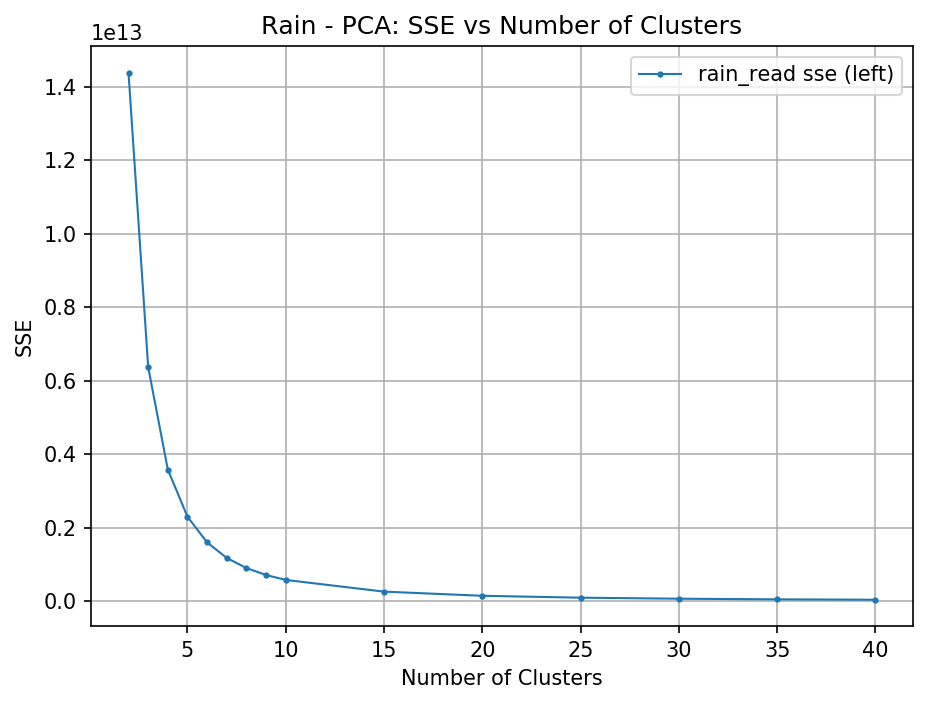 Rain - PCA: SSE vs Number of Clusters
1e13
rain_read sse (left)
1.4
1.2
1.0
0.8
0.6
0.4
0.2
0.0
SSE
5 10 15 20 25 30 35 40
Number of Clusters